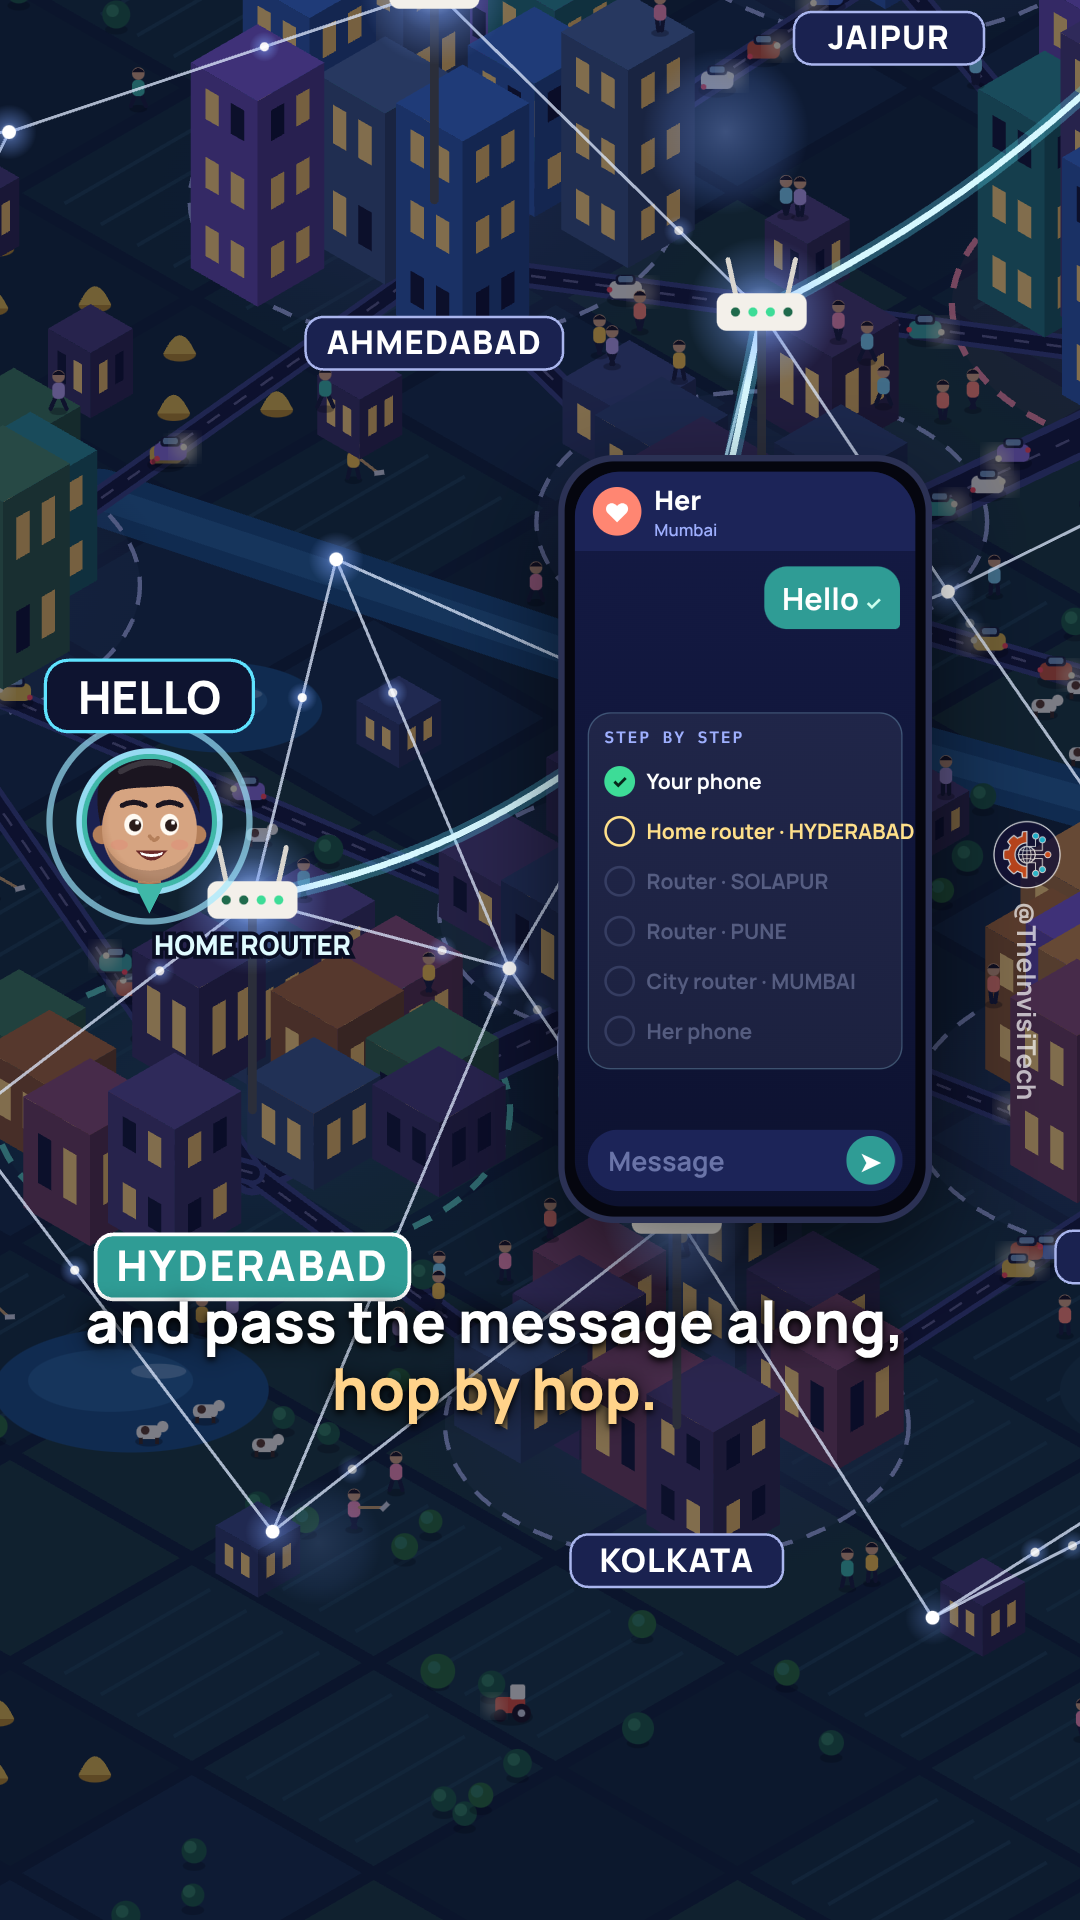 JAIPUR
AHMEDABAD
Her
Mumbai
Hello
STEP BY STEP
Your phone
Home router · HYDERABAD
Router · SOLAPUR
Router · PUNE
City router · MUMBAI
Her phone
Message
HELLO
HOME ROUTER
@TheInvisiTech
HYDERABAD
and pass the message along,
hop by hop.
KOLKATA